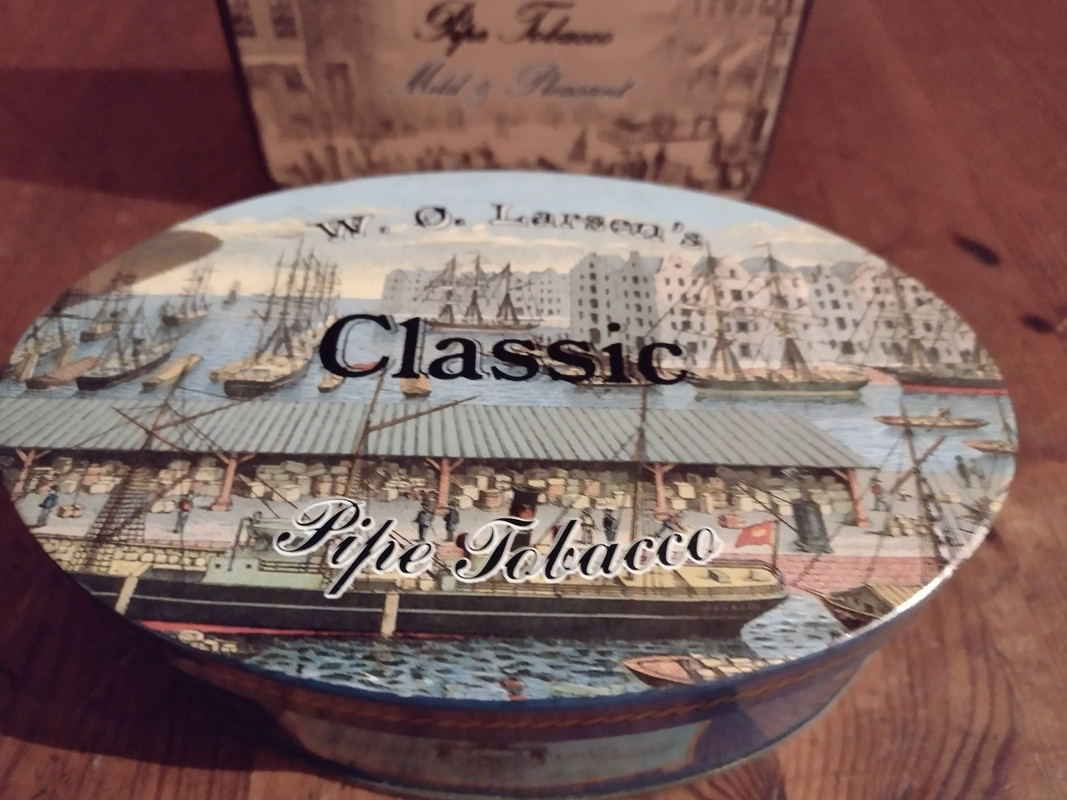 Pipe Tobacco
Mild & Pleasant
W. Ø. Larsen's
Classic
Pipe Tobacco